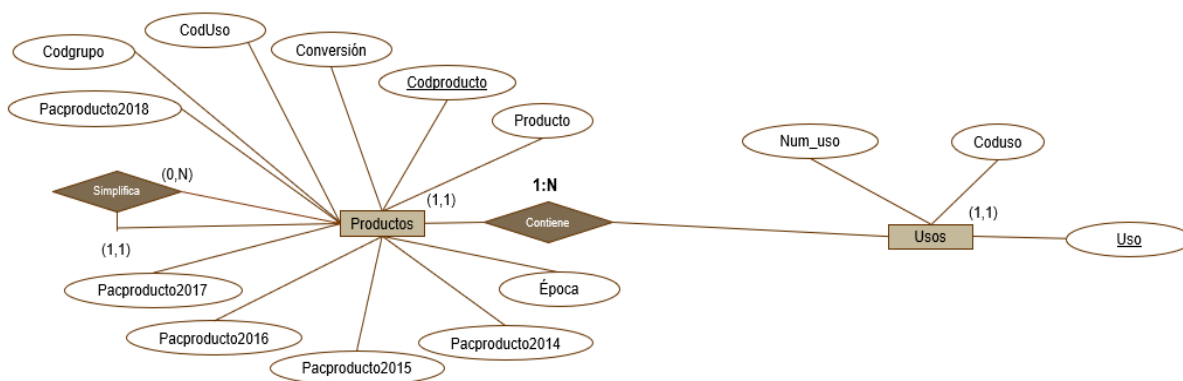 CodUso
Codgrupo
Conversión
Codproducto
Pacproducto2018
Producto
Num_uso
Coduso
Simplifica
(0,N)
1:N
(1,1)
(1,1)
Productos
Contiene
Usos
Uso
(1,1)
Pacproducto2017
Época
Pacproducto2016
Pacproducto2014
Pacproducto2015